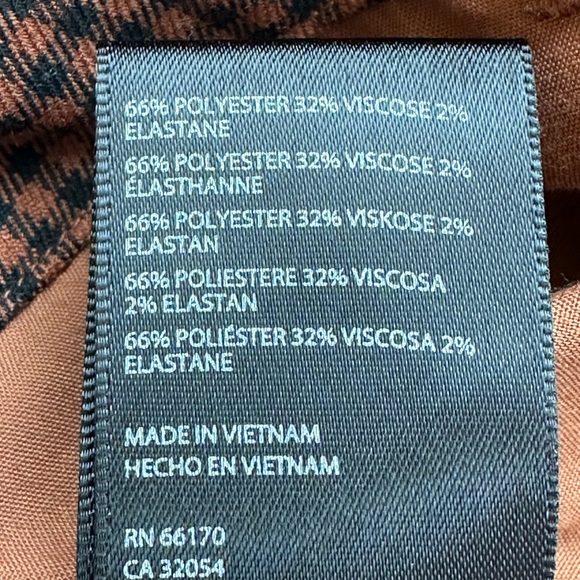 66% POLYESTER 32% VISCOSE 2%
ELASTANE
66% POLYESTER 32% VISCOSE 2%
ÉLASTHANNE
66% POLYESTER 32% VISKOSE 2%
ELASTAN
66% POLIESTERE 32% VISCOSA
2% ELASTAN
66% POLIÉSTER 32% VISCOSA 2%
ELASTANE
MADE IN VIETNAM
HECHO EN VIETNAM
RN 66170
CA 32054